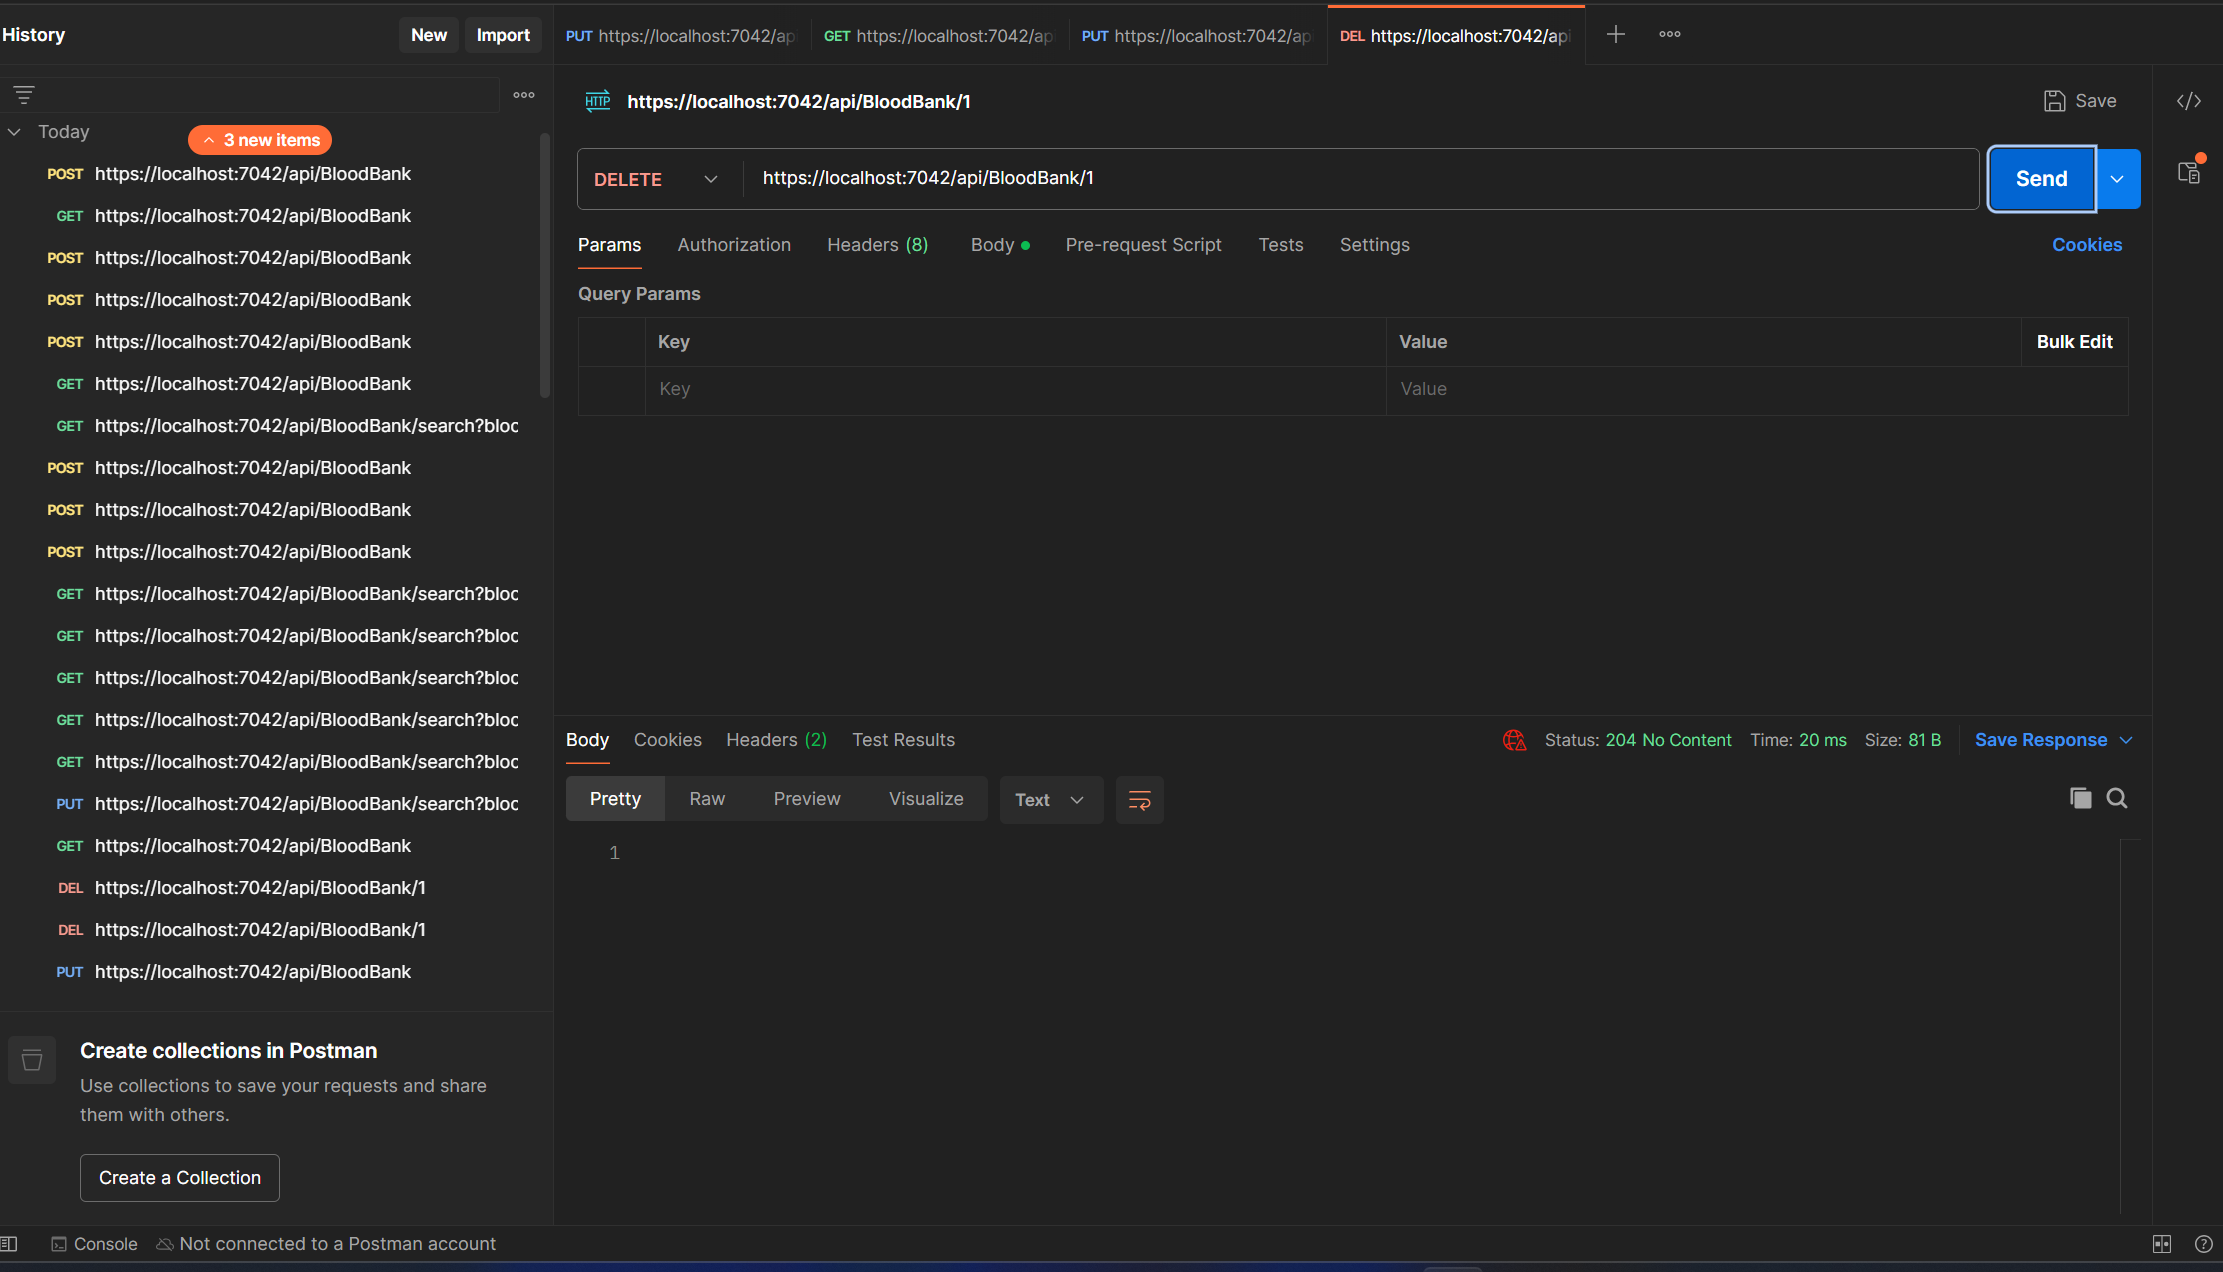 History
New
Import
Today
3 new items
POST https://localhost:7042/api/BloodBank
GET https://localhost:7042/api/BloodBank
POST https://localhost:7042/api/BloodBank
POST https://localhost:7042/api/BloodBank
POST https://localhost:7042/api/BloodBank
GET https://localhost:7042/api/BloodBank
GET https://localhost:7042/api/BloodBank/search?bloc
POST https://localhost:7042/api/BloodBank
POST https://localhost:7042/api/BloodBank
POST https://localhost:7042/api/BloodBank
GET https://localhost:7042/api/BloodBank/search?bloc
GET https://localhost:7042/api/BloodBank/search?bloc
GET https://localhost:7042/api/BloodBank/search?bloc
GET https://localhost:7042/api/BloodBank/search?bloc
GET https://localhost:7042/api/BloodBank/search?bloc
PUT https://localhost:7042/api/BloodBank/search?bloc
GET https://localhost:7042/api/BloodBank
DEL https://localhost:7042/api/BloodBank/1
DEL https://localhost:7042/api/BloodBank/1
PUT https://localhost:7042/api/BloodBank
Create collections in Postman
Use collections to save your requests and share
them with others.
Create a Collection
PUT https://localhost:7042/ap
GET https://localhost:7042/ap
PUT https://localhost:7042/ap
DEL https://localhost:7042/api
HTTP https://localhost:7042/api/BloodBank/1
Save
DELETE https://localhost:7042/api/BloodBank/1
Send
Params Authorization Headers (8) Body Pre-request Script Tests Settings Cookies
Query Params
Key Value Bulk Edit
Key Value
Body Cookies Headers (2) Test Results
Status: 204 No Content Time: 20 ms Size: 81 B Save Response
Pretty Raw Preview Visualize Text
1
Console Not connected to a Postman account